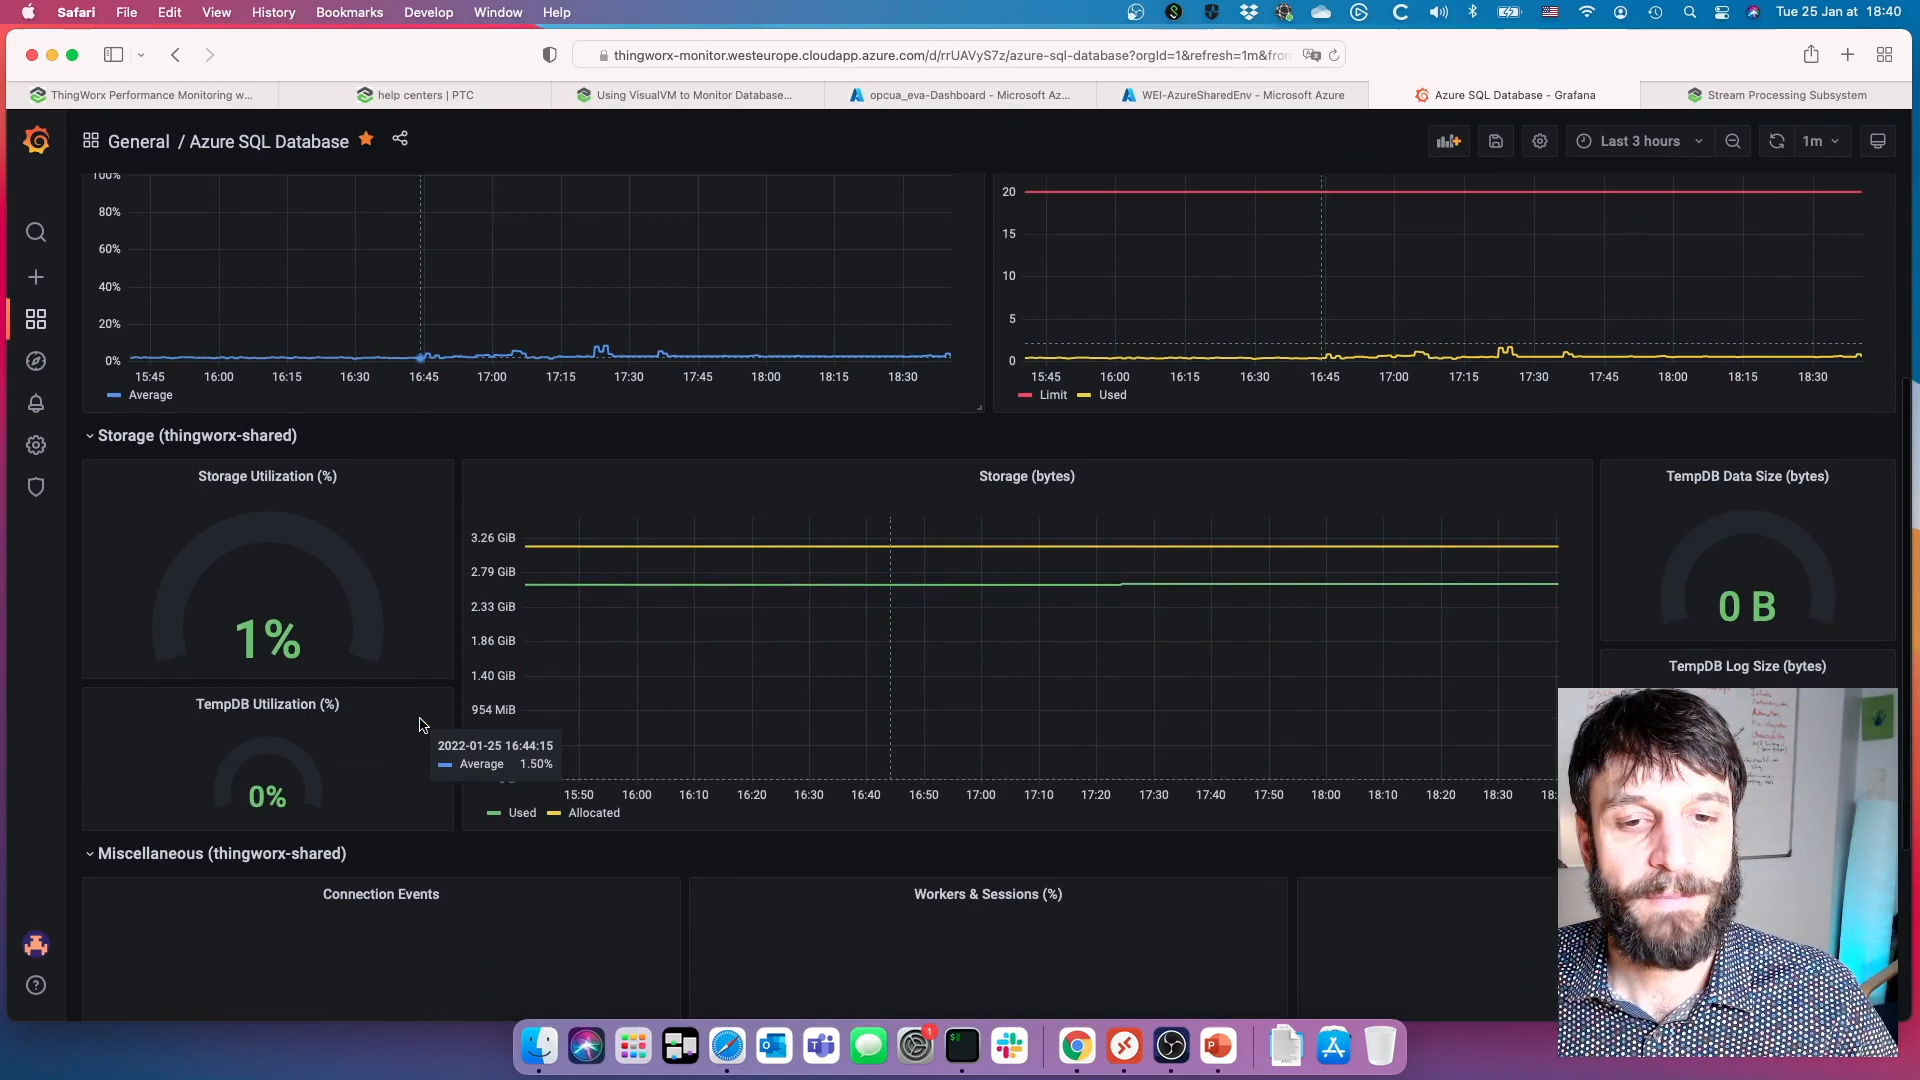 Safari File Edit View History Bookmarks Develop Window Help
Tue 25 Jan at 18:40
thingworx-monitor.westeurope.cloudapp.azure.com/d/rrUAVyS7z/azure-sql-database?orgId=1&refresh=1m&fro
ThingWorx Performance Monitoring w...
help centers | PTC
Using VisualVM to Monitor Database...
opcua_eva-Dashboard - Microsoft Az...
WEI-AzureSharedEnv - Microsoft Azure
Azure SQL Database - Grafana
Stream Processing Subsystem
General / Azure SQL Database
Last 3 hours
1m
100%
80%
60%
40%
20%
0%
15:45 16:00 16:15 16:30 16:45 17:00 17:15 17:30 17:45 18:00 18:15 18:30
Average
20
15
10
5
0
15:45 16:00 16:15 16:30 16:45 17:00 17:15 17:30 17:45 18:00 18:15 18:30
Limit Used
Storage (thingworx-shared)
Storage Utilization (%)
1%
TempDB Utilization (%)
0%
Storage (bytes)
3.26 GiB
2.79 GiB
2.33 GiB
1.86 GiB
1.40 GiB
954 MiB
2022-01-25 16:44:15
Average 1.50%
15:50 16:00 16:10 16:20 16:30 16:40 16:50 17:00 17:10 17:20 17:30 17:40 17:50 18:00 18:10 18:20 18:30 18:
Used Allocated
TempDB Data Size (bytes)
0 B
TempDB Log Size (bytes)
Miscellaneous (thingworx-shared)
Connection Events
Workers & Sessions (%)
1